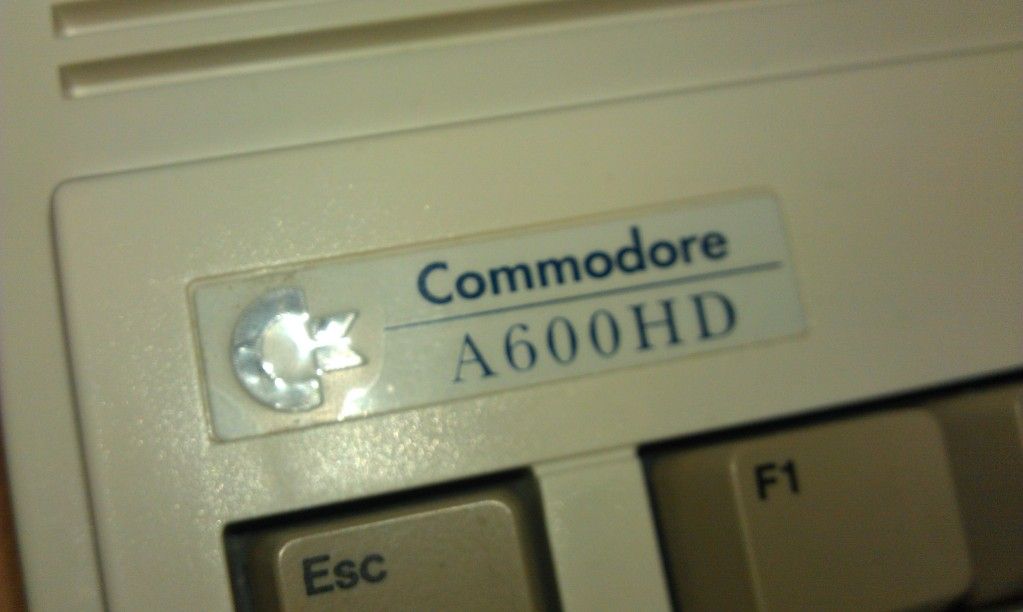 Commodore
A600HD
Esc
F1